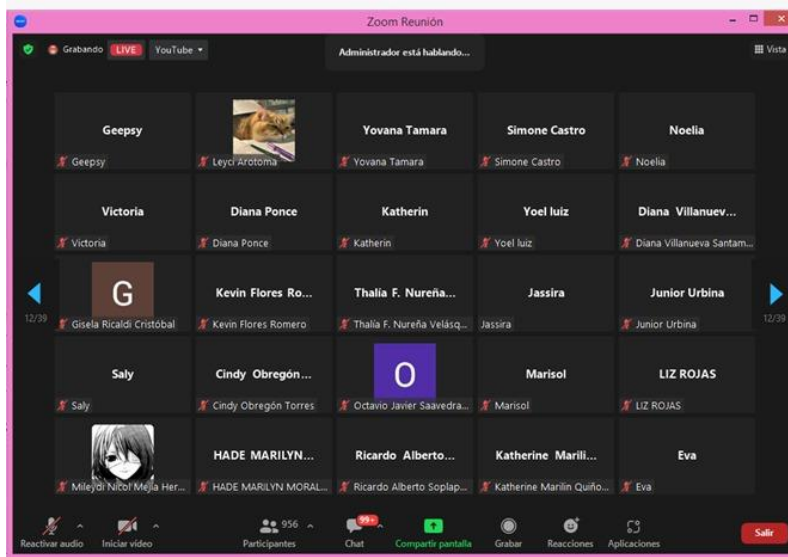 Zoom Reunión
Grabando LIVE YouTube
Administrador está hablando...
Vista
Geepsy
Yovana Tamara
Simone Castro
Noelia
Geepsy
Leyci Arotoma
Yovana Tamara
Simone Castro
Noelia
Victoria
Diana Ponce
Katherin
Yoel luiz
Diana Villanuev...
Victoria
Diana Ponce
Katherin
Yoel luiz
Diana Villanueva Santam...
G
Kevin Flores Ro...
Thalía F. Nureña...
Jassira
Junior Urbina
12/39
12/39
Gisela Ricaldi Cristóbal
Kevin Flores Romero
Thalía F. Nureña Velásq...
Jassira
Junior Urbina
Saly
Cindy Obregón...
O
Marisol
LIZ ROJAS
Saly
Cindy Obregón Torres
Octavio Javier Saavedra...
Marisol
LIZ ROJAS
HADE MARILYN...
Ricardo Alberto...
Katherine Marili...
Eva
Mileydi Nicol Mejía Her...
HADE MARILYN MORAL...
Ricardo Alberto Soplap...
Katherine Marilin Quiño...
Eva
956
99+
Reactivar audio
Iniciar video
Participantes
Chat
Compartir pantalla
Grabar
Reacciones
Aplicaciones
Salir